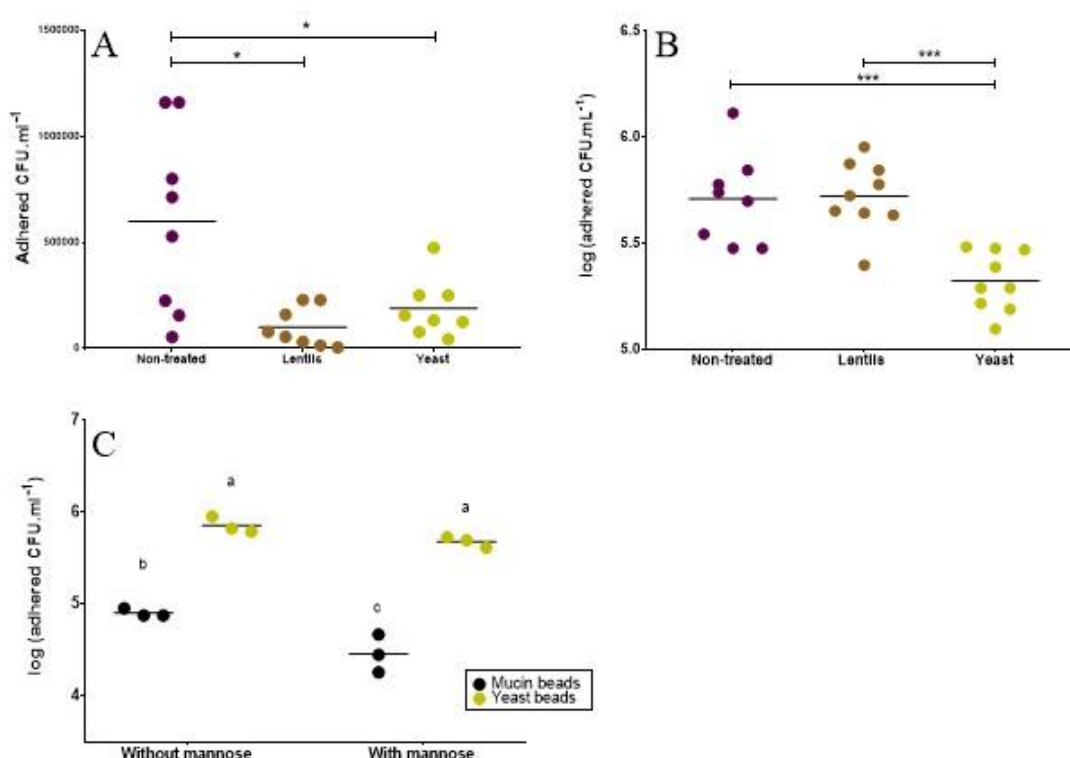 A
Adhered CFU.ml⁻¹
1500000
1000000
500000
0
*
*
Non-treated
Lentils
Yeast
B
log (adhered CFU.mL⁻¹)
6.5
6.0
5.5
5.0
***
***
Non-treated
Lentils
Yeast
C
log (adhered CFU.ml⁻¹)
7
6
5
4
a
a
b
c
Mucin beads
Yeast beads
Without mannose
With mannose